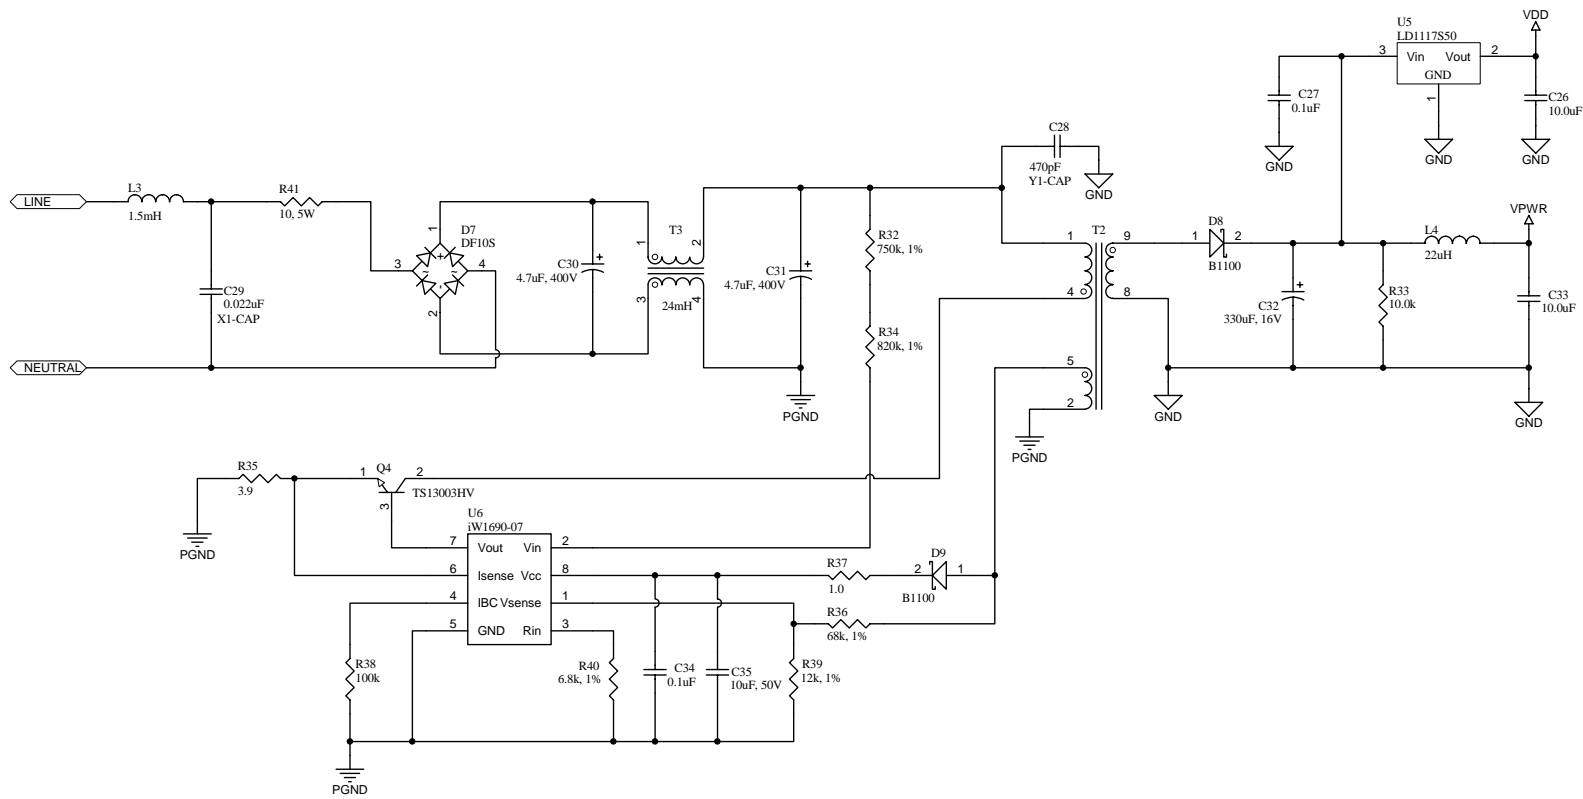 U5
LD1117S50
VDD
3
Vin
Vout
2
GND
1
C27
0.1uF
GND
GND
C26
10.0uF
GND
C28
470pF
Y1-CAP
GND
LINE
L3
1.5mH
R41
10, 5W
C29
0.022uF
X1-CAP
NEUTRAL
D7
DF10S
1
3
4
2
+
~
~
-
C30
4.7uF, 400V
+
T3
1
2
3
4
24mH
C31
4.7uF, 400V
+
PGND
R32
750k, 1%
R34
820k, 1%
T2
1
9
4
8
5
2
PGND
GND
D8
1
2
B1100
C32
330uF, 16V
+
R33
10.0k
L4
22uH
VPWR
C33
10.0uF
GND
R35
3.9
PGND
Q4
1
2
3
TS13003HV
U6
iW1690-07
7
Vout
Vin
2
6
Isense
Vcc
8
4
IBC
Vsense
1
5
GND
Rin
3
R37
1.0
D9
2
1
B1100
R36
68k, 1%
R38
100k
R40
6.8k, 1%
C34
0.1uF
C35
10uF, 50V
R39
12k, 1%
PGND